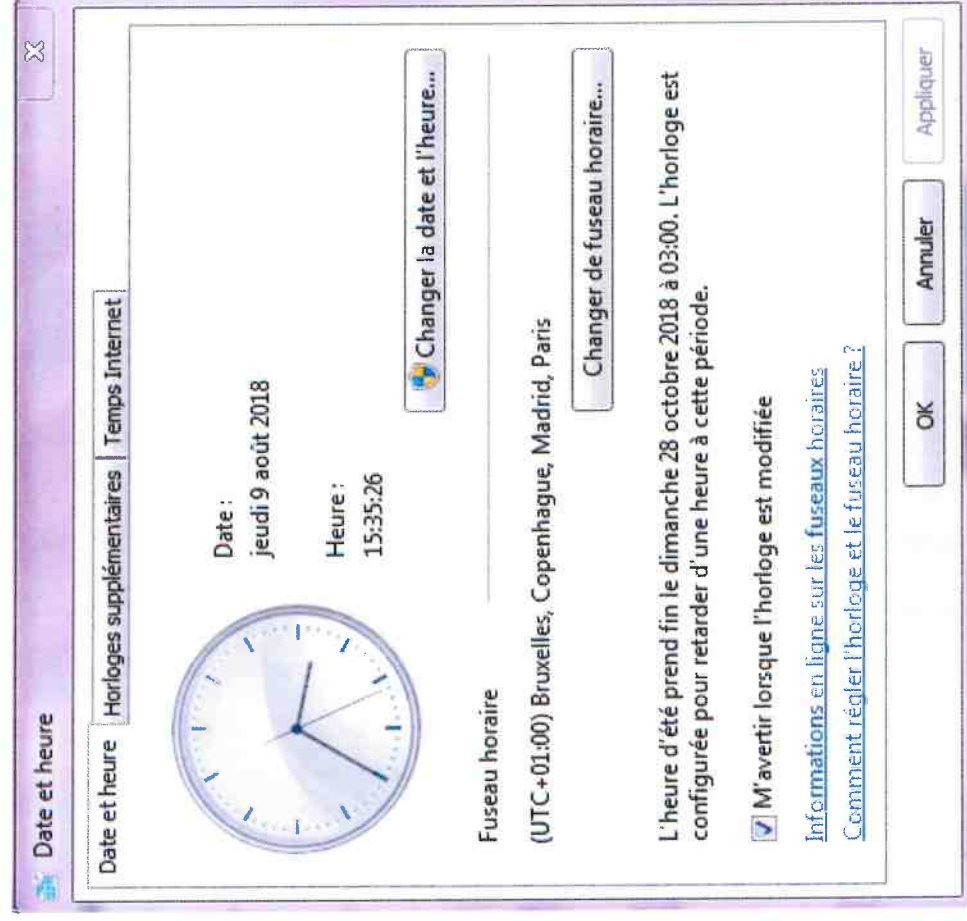 Date et heure
Date et heure
Horloges supplémentaires
Temps Internet
Date :
jeudi 9 août 2018
Heure :
15:35:26
Changer la date et l'heure...
Fuseau horaire
(UTC+01:00) Bruxelles, Copenhague, Madrid, Paris
Changer de fuseau horaire...
L'heure d'été prend fin le dimanche 28 octobre 2018 à 03:00. L'horloge est
configurée pour retarder d'une heure à cette période.
M'avertir lorsque l'horloge est modifiée
Informations en ligne sur les fuseaux horaires
Comment régler l'horloge et le fuseau horaire ?
OK
Annuler
Appliquer